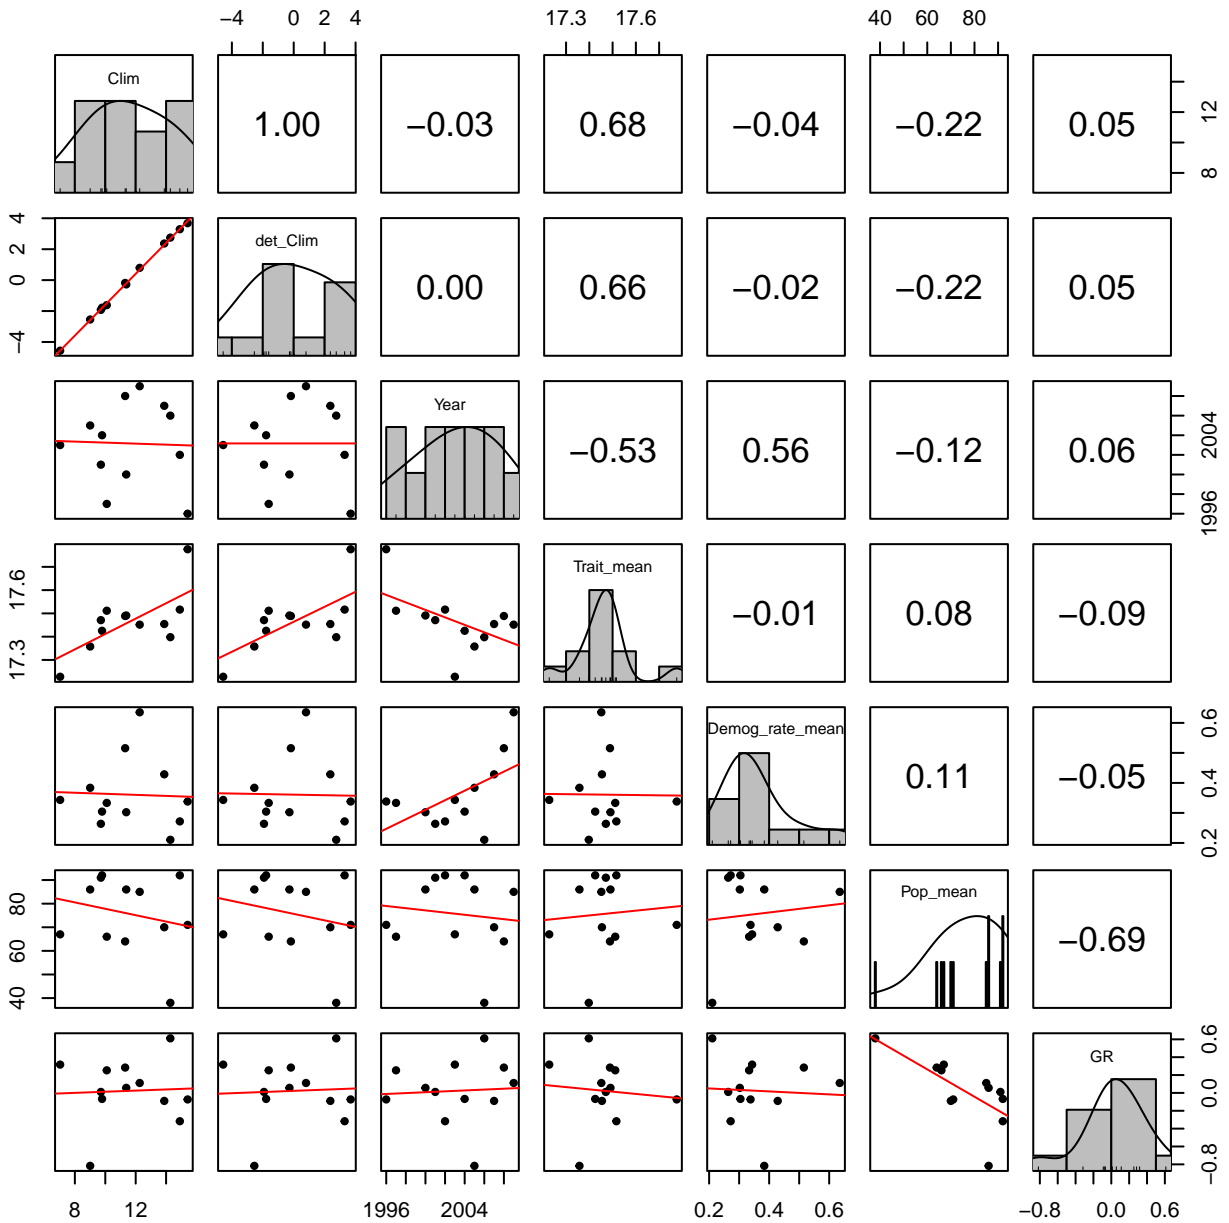 −4 0 2 4 17.3 17.6 40 60 80
Clim
1.00 −0.03 0.68 −0.04 −0.22 0.05
8 12
−4 0 2 4
det_Clim
0.00 0.66 −0.02 −0.22 0.05
Year
−0.53 0.56 −0.12 0.06
1996 2004
17.3 17.6
Trait_mean
−0.01 0.08 −0.09
Demog_rate_mean
0.11 −0.05
0.2 0.4 0.6
40 60 80
Pop_mean
−0.69
GR
−0.8 0.0 0.6
8 12 1996 2004 0.2 0.4 0.6 −0.8 0.0 0.6